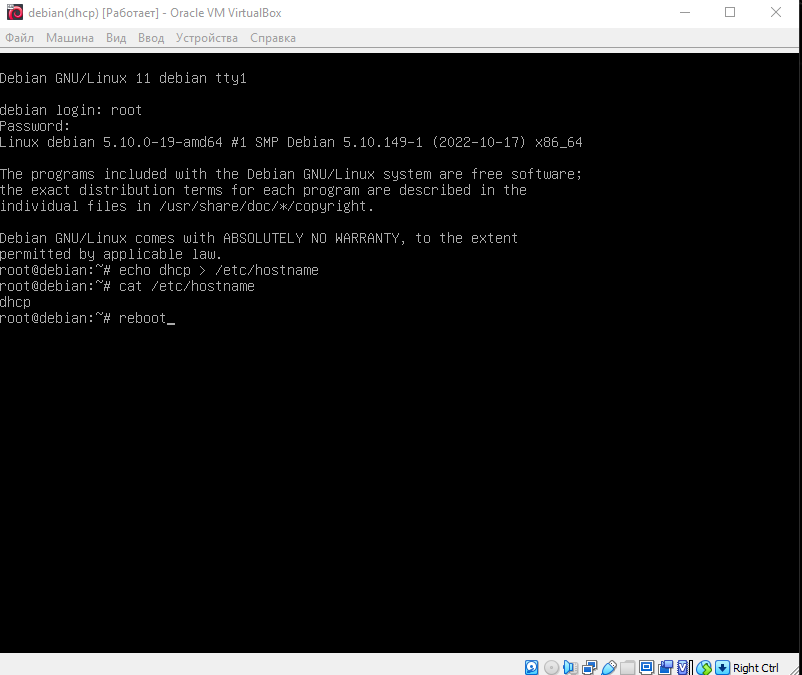 debian(dhcp) [Работает] - Oracle VM VirtualBox
Файл Машина Вид Ввод Устройства Справка
Debian GNU/Linux 11 debian tty1
debian login: root
Password:
Linux debian 5.10.0-19-amd64 #1 SMP Debian 5.10.149-1 (2022-10-17) x86_64
The programs included with the Debian GNU/Linux system are free software;
the exact distribution terms for each program are described in the
individual files in /usr/share/doc/*/copyright.
Debian GNU/Linux comes with ABSOLUTELY NO WARRANTY, to the extent
permitted by applicable law.
root@debian:~# echo dhcp > /etc/hostname
root@debian:~# cat /etc/hostname
dhcp
root@debian:~# reboot_
Right Ctrl